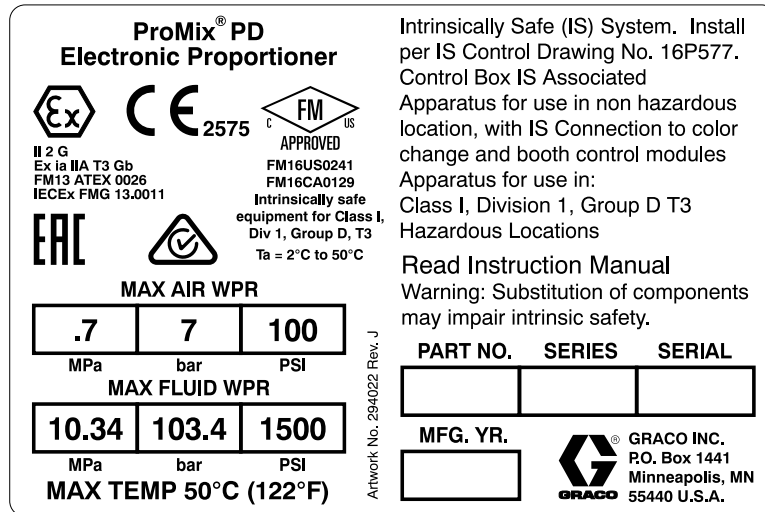 ProMix® PD
Electronic Proportioner
Ex
CE 2575
C FM US
APPROVED
II 2 G
Ex ia IIA T3 Gb
FM13 ATEX 0026
IECEx FMG 13.0011
FM16US0241
FM16CA0129
Intrinsically safe
equipment for Class I,
Div 1, Group D, T3
Ta = 2°C to 50°C
EAC
MAX AIR WPR
.7 7 100
MPa bar PSI
MAX FLUID WPR
10.34 103.4 1500
MPa bar PSI
MAX TEMP 50°C (122°F)
Artwork No. 294022 Rev. J
Intrinsically Safe (IS) System. Install
per IS Control Drawing No. 16P577.
Control Box IS Associated
Apparatus for use in non hazardous
location, with IS Connection to color
change and booth control modules
Apparatus for use in:
Class I, Division 1, Group D T3
Hazardous Locations
Read Instruction Manual
Warning: Substitution of components
may impair intrinsic safety.
PART NO. SERIES SERIAL
MFG. YR.
GRACO ®
GRACO INC.
P.O. Box 1441
Minneapolis, MN
55440 U.S.A.